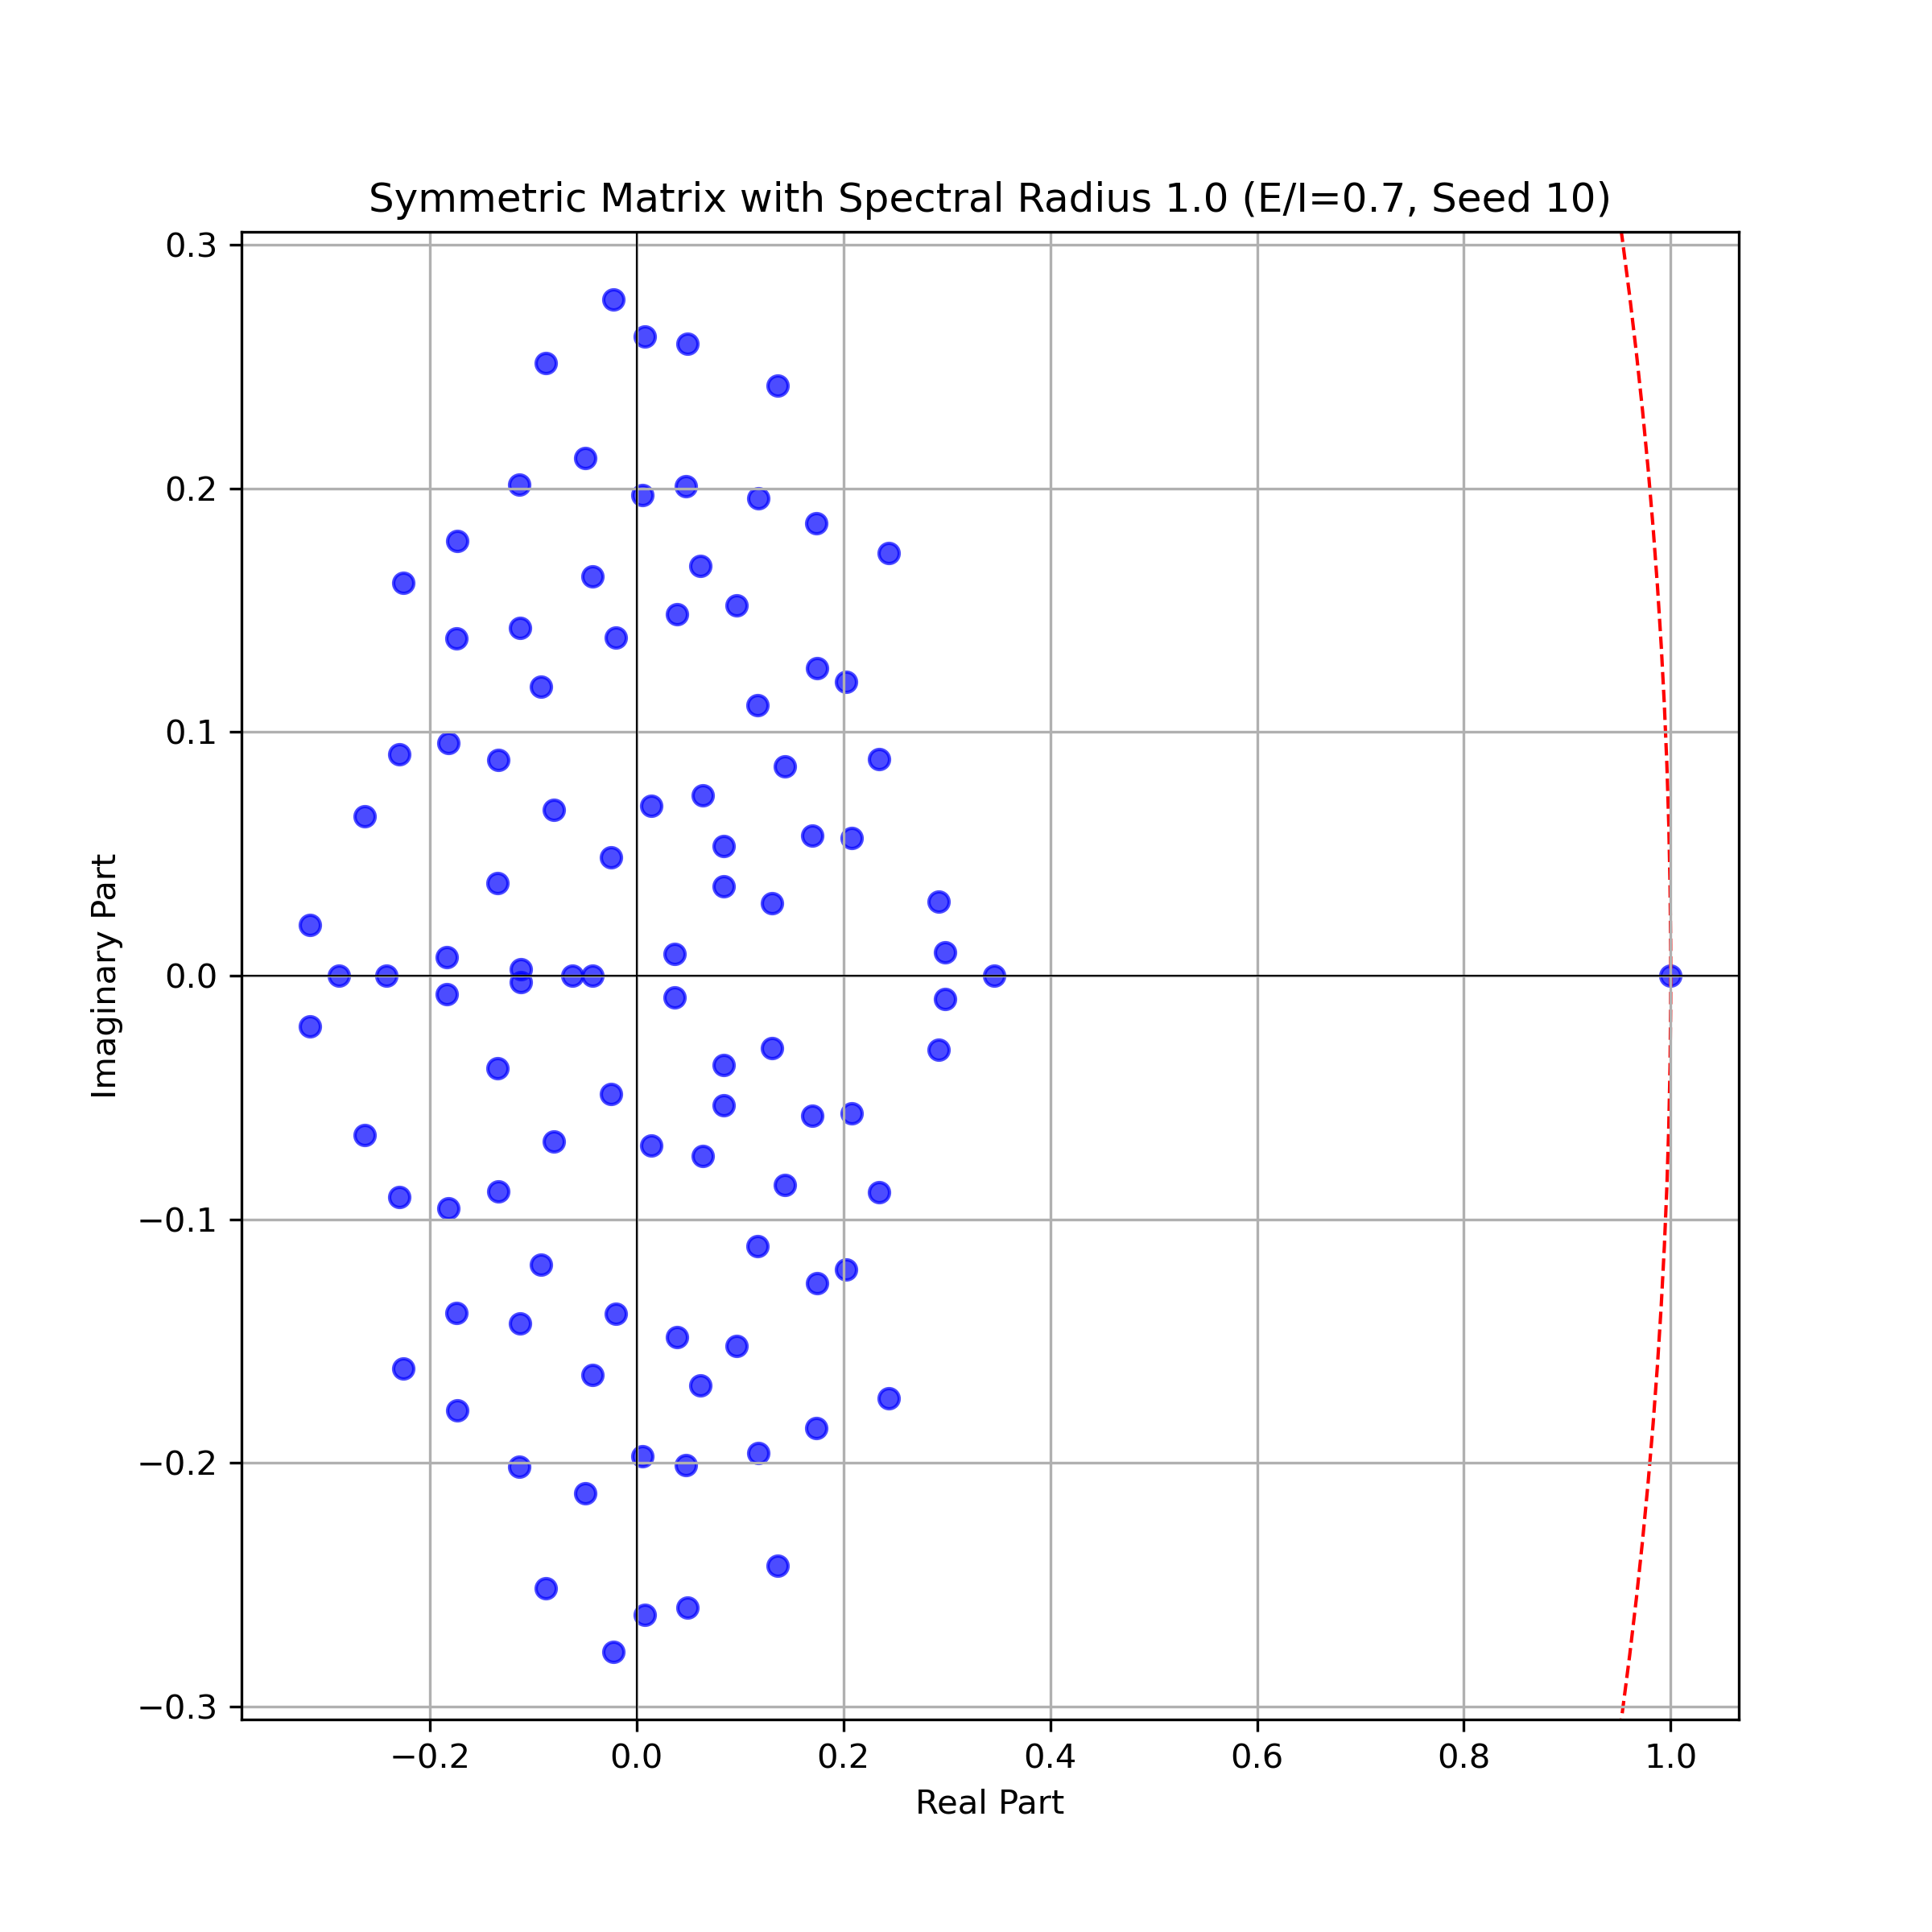 Symmetric Matrix with Spectral Radius 1.0 (E/I=0.7, Seed 10)
0.3
0.2
0.1
0.0
−0.1
−0.2
−0.3
Imaginary Part
−0.2 0.0 0.2 0.4 0.6 0.8 1.0
Real Part